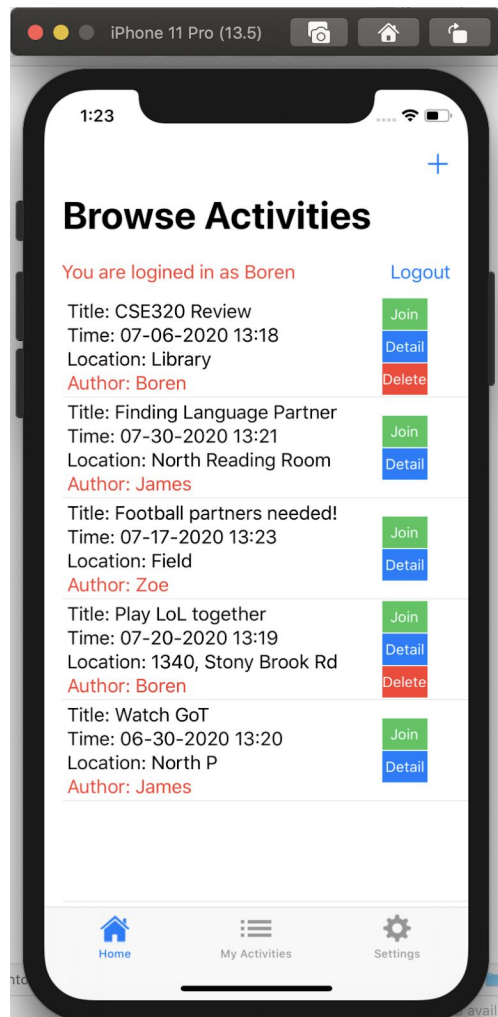 iPhone 11 Pro (13.5)
1:23
+
Browse Activities
You are logined in as Boren
Logout
Title: CSE320 Review
Time: 07-06-2020 13:18
Location: Library
Author: Boren
Join
Detail
Delete
Title: Finding Language Partner
Time: 07-30-2020 13:21
Location: North Reading Room
Author: James
Join
Detail
Title: Football partners needed!
Time: 07-17-2020 13:23
Location: Field
Author: Zoe
Join
Detail
Title: Play LoL together
Time: 07-20-2020 13:19
Location: 1340, Stony Brook Rd
Author: Boren
Join
Detail
Delete
Title: Watch GoT
Time: 06-30-2020 13:20
Location: North P
Author: James
Join
Detail
Home
My Activities
Settings